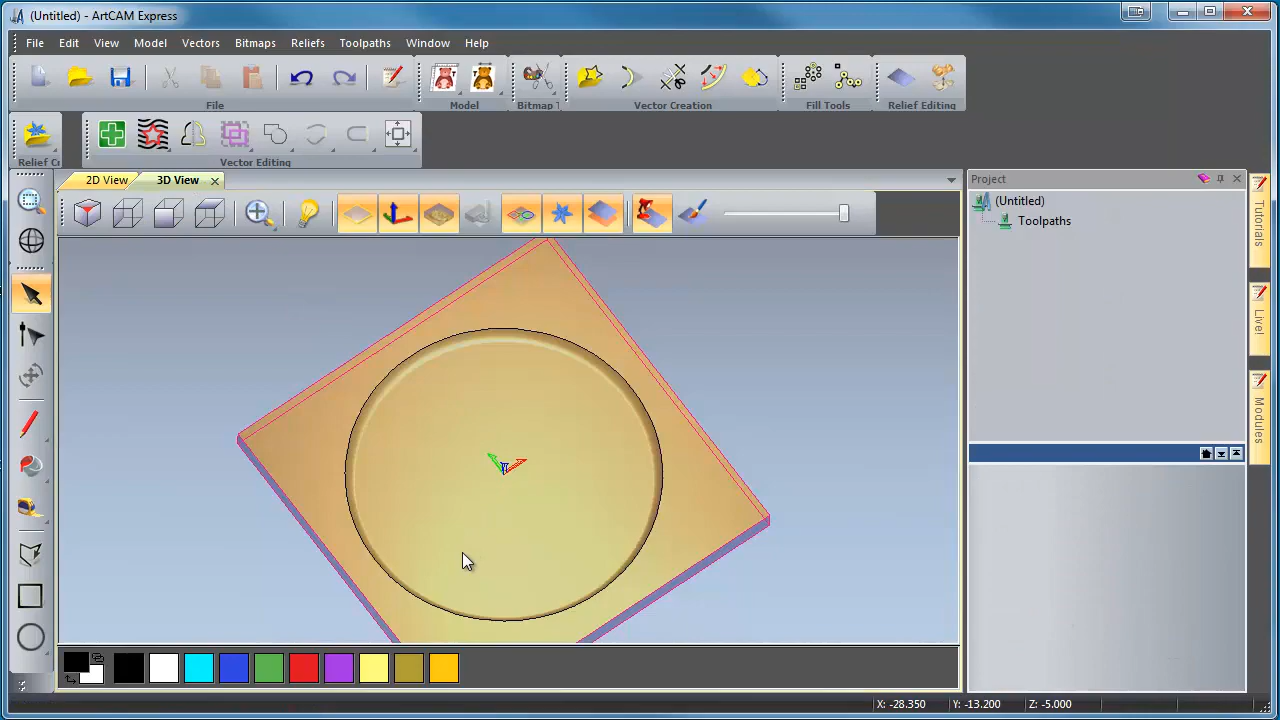 (Untitled) - ArtCAM Express
File Edit View Model Vectors Bitmaps Reliefs Toolpaths Window Help
File Model Bitmap T Vector Creation Fill Tools Relief Editing
Relief Cr Vector Editing
2D View 3D View
Project
(Untitled)
Toolpaths
Tutorials
Live!
Modules
X: -28.350 Y: -13.200 Z: -5.000